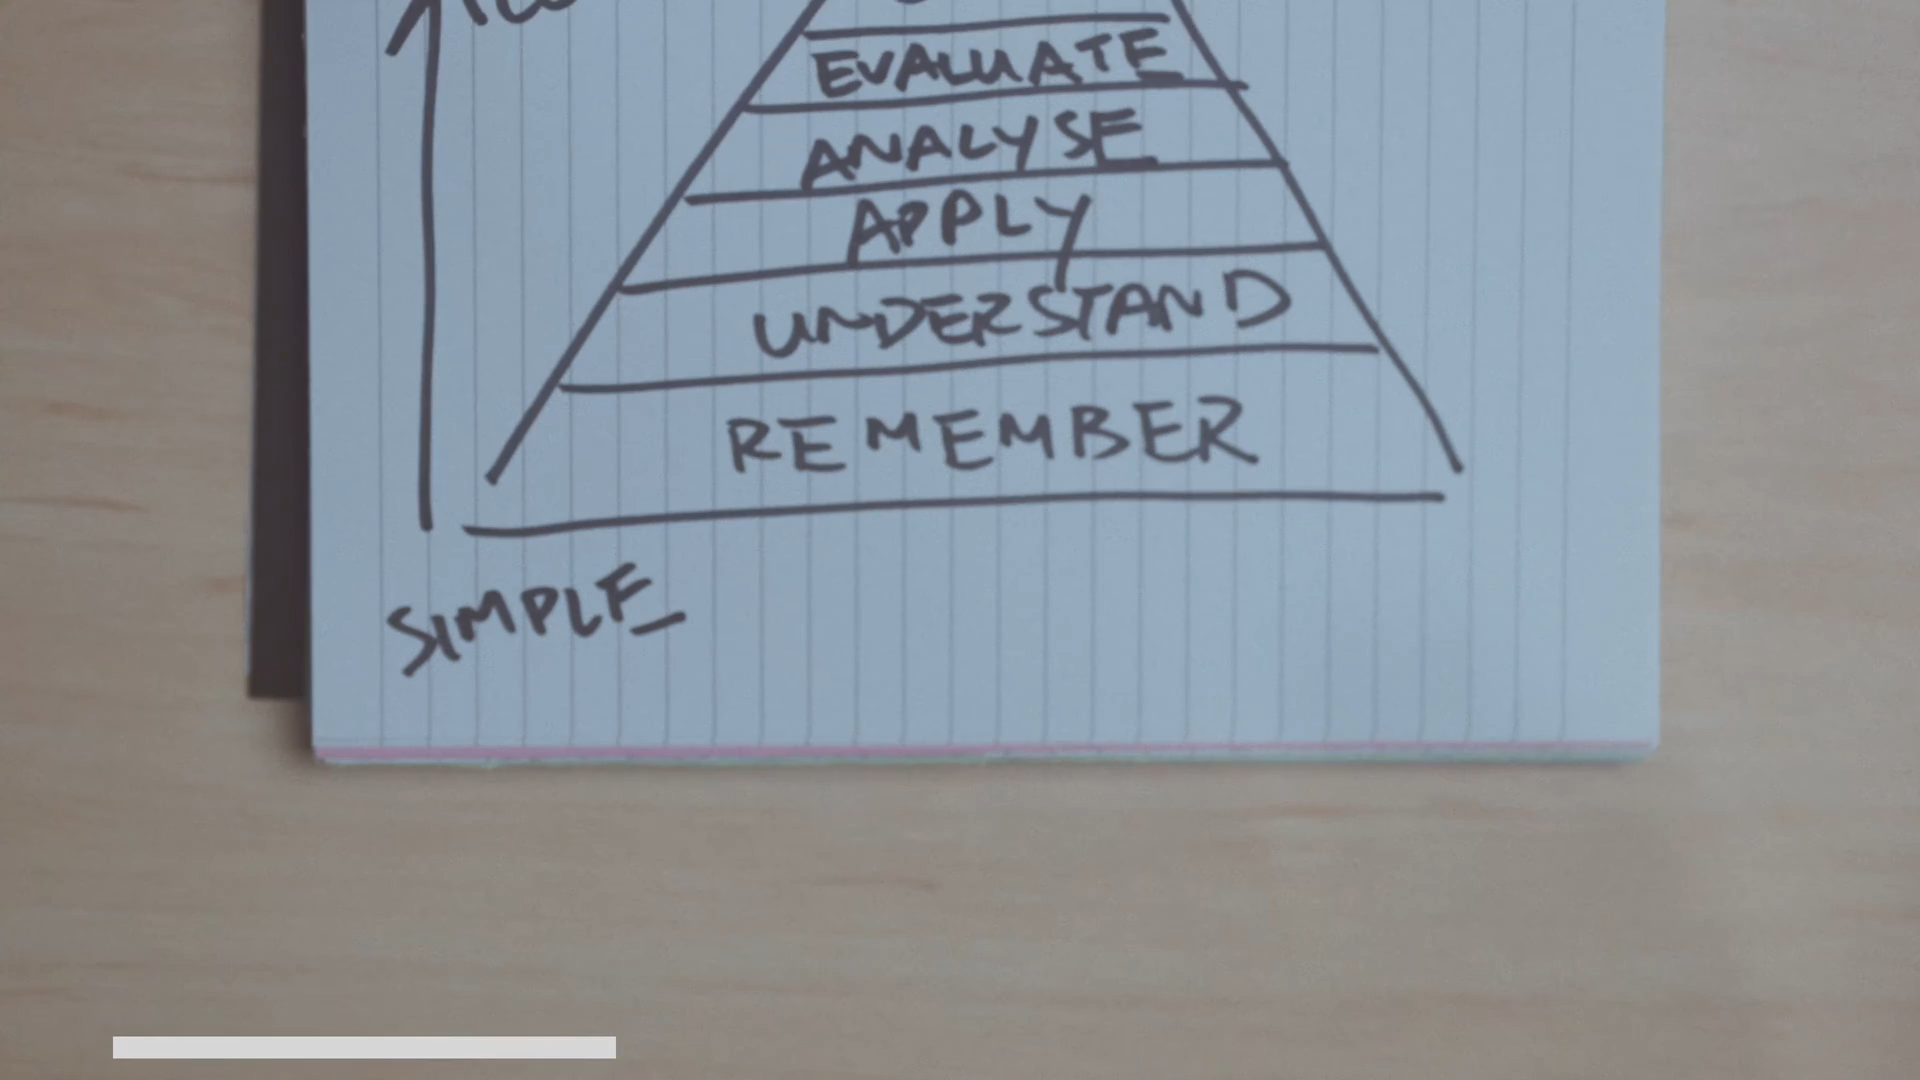 EVALUATE
ANALYSE
APPLY
UNDERSTAND
REMEMBER
SIMPLE